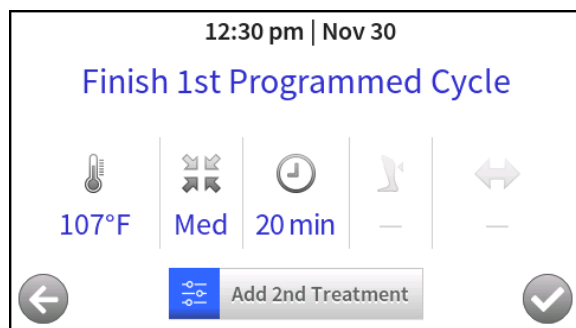 12:30 pm | Nov 30
Finish 1st Programmed Cycle
107°F Med 20 min — —
Add 2nd Treatment